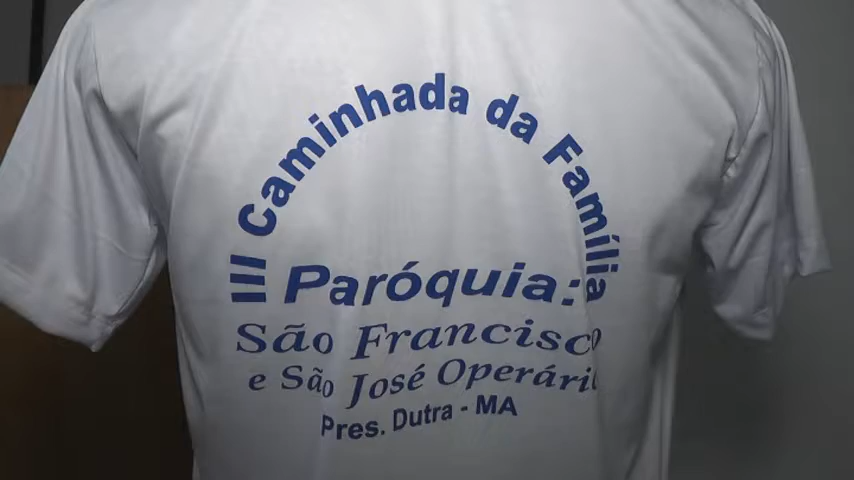 III Caminhada da Família
Paróquia:
São Francisco
e São José Operário
Pres. Dutra - MA